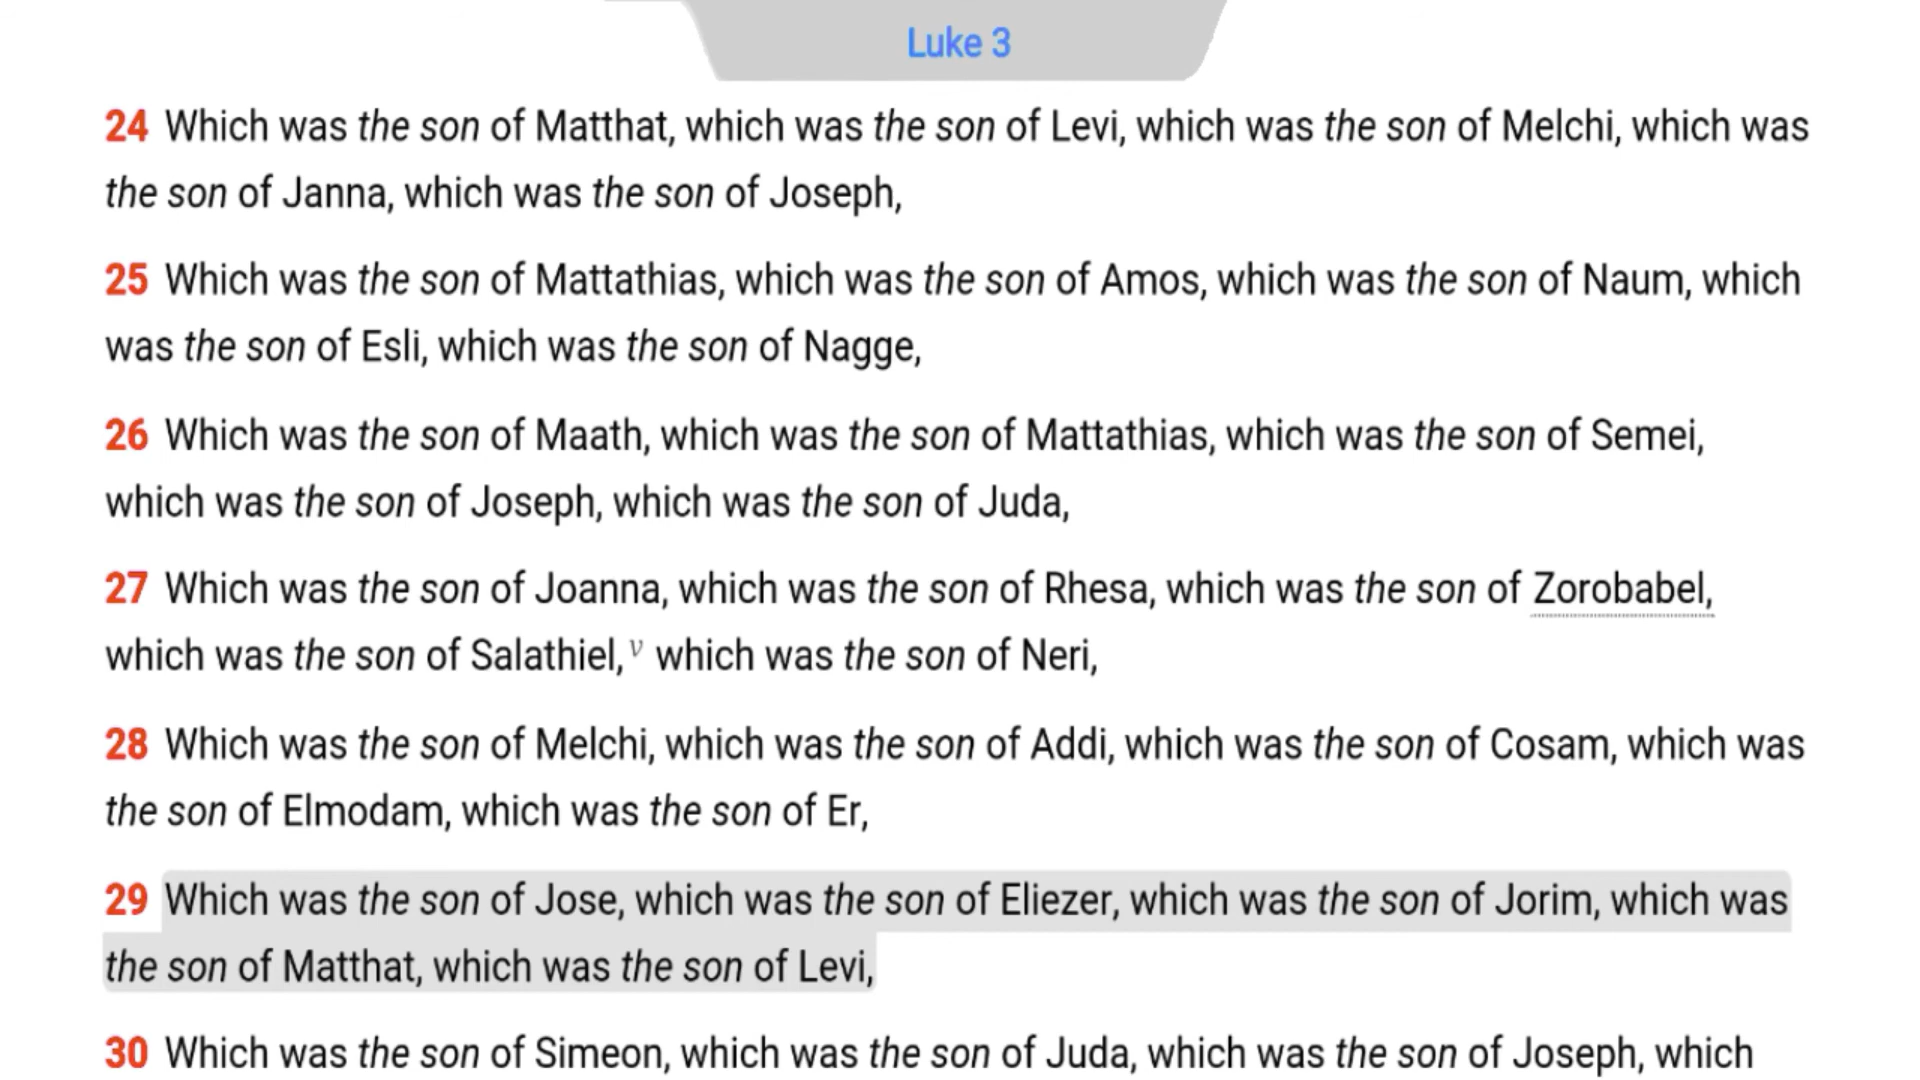 Luke 3
24 Which was the son of Matthat, which was the son of Levi, which was the son of Melchi, which was
the son of Janna, which was the son of Joseph,
25 Which was the son of Mattathias, which was the son of Amos, which was the son of Naum, which
was the son of Esli, which was the son of Nagge,
26 Which was the son of Maath, which was the son of Mattathias, which was the son of Semei,
which was the son of Joseph, which was the son of Juda,
27 Which was the son of Joanna, which was the son of Rhesa, which was the son of Zorobabel,
which was the son of Salathiel,v which was the son of Neri,
28 Which was the son of Melchi, which was the son of Addi, which was the son of Cosam, which was
the son of Elmodam, which was the son of Er,
29 Which was the son of Jose, which was the son of Eliezer, which was the son of Jorim, which was
the son of Matthat, which was the son of Levi,
30 Which was the son of Simeon, which was the son of Juda, which was the son of Joseph, which